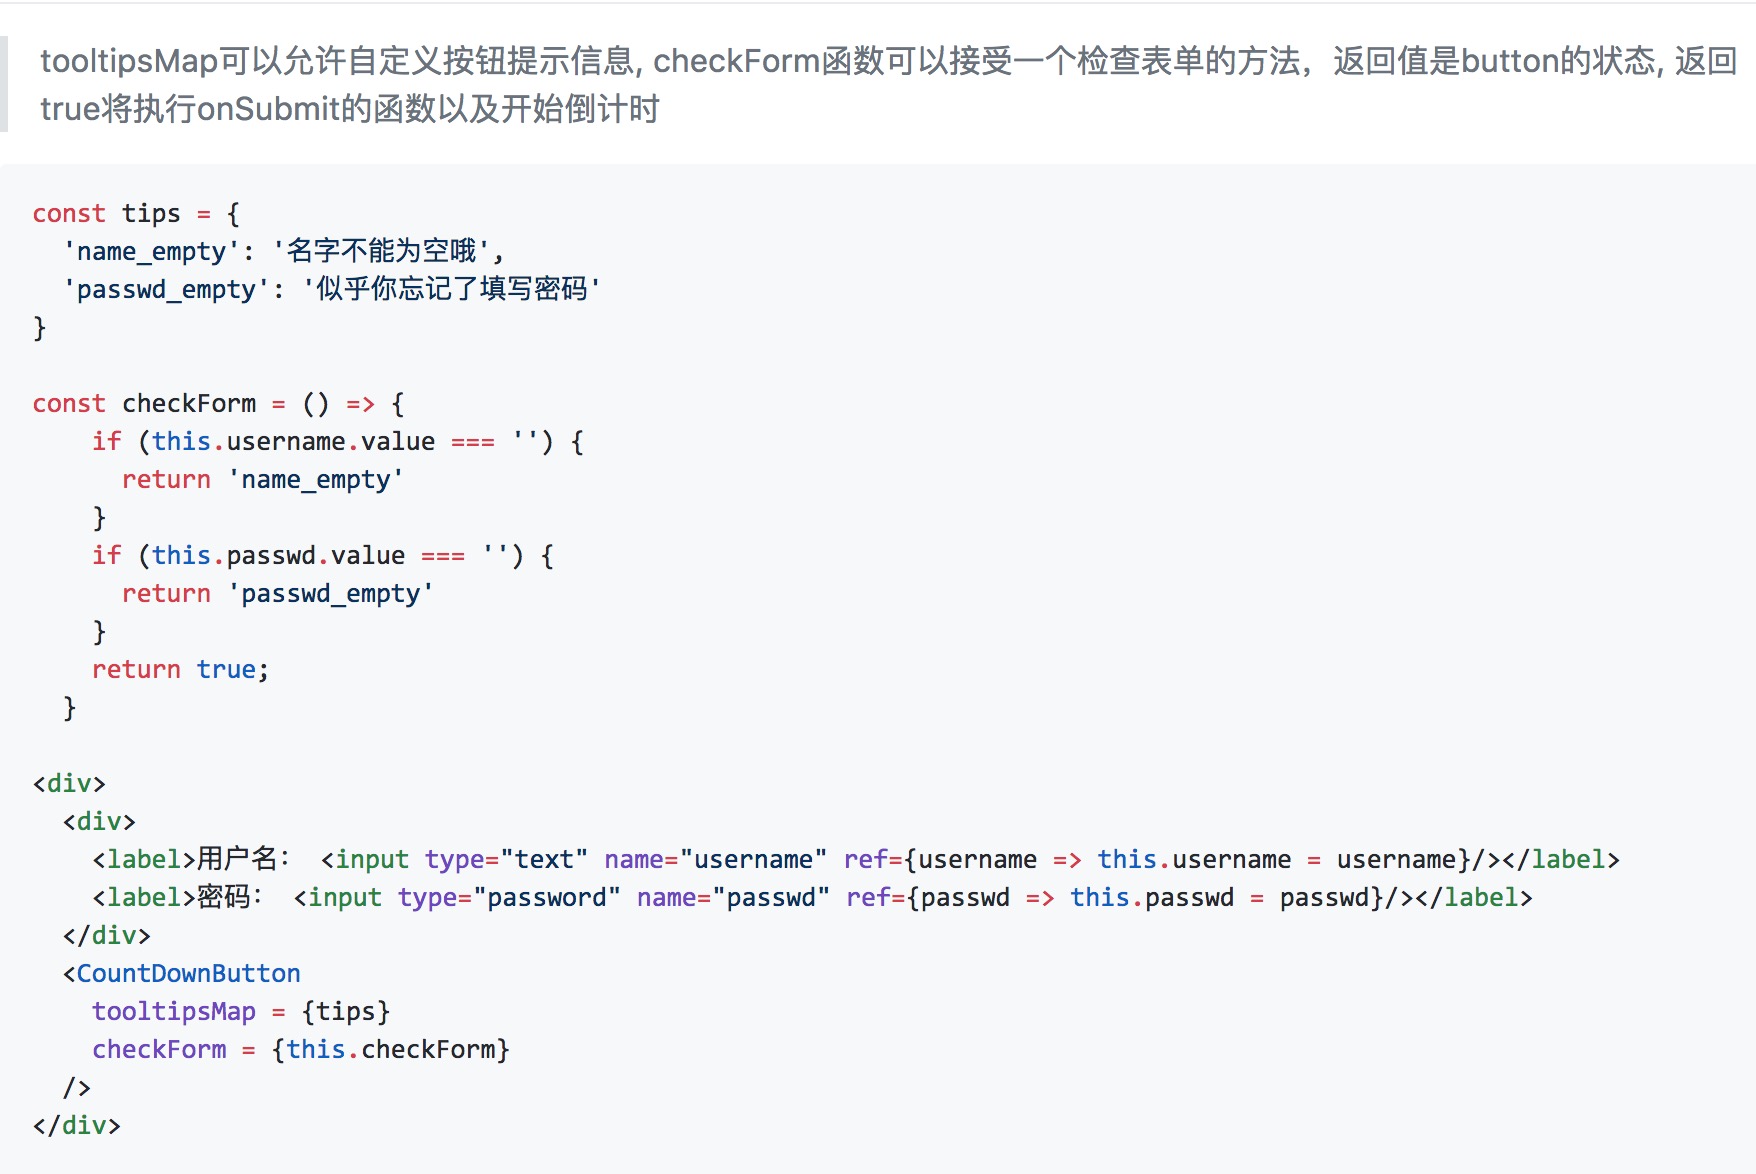 tooltipsMap可以允许自定义按钮提示信息, checkForm函数可以接受一个检查表单的方法，返回值是button的状态, 返回
true将执行onSubmit的函数以及开始倒计时
const tips = {
  'name_empty': '名字不能为空哦',
  'passwd_empty': '似乎你忘记了填写密码'
}
const checkForm = () => {
    if (this.username.value === '') {
      return 'name_empty'
    }
    if (this.passwd.value === '') {
      return 'passwd_empty'
    }
    return true;
  }
<div>
  <div>
    <label>用户名： <input type="text" name="username" ref={username => this.username = username}/></label>
    <label>密码： <input type="password" name="passwd" ref={passwd => this.passwd = passwd}/></label>
  </div>
  <CountDownButton
    tooltipsMap = {tips}
    checkForm = {this.checkForm}
  />
</div>